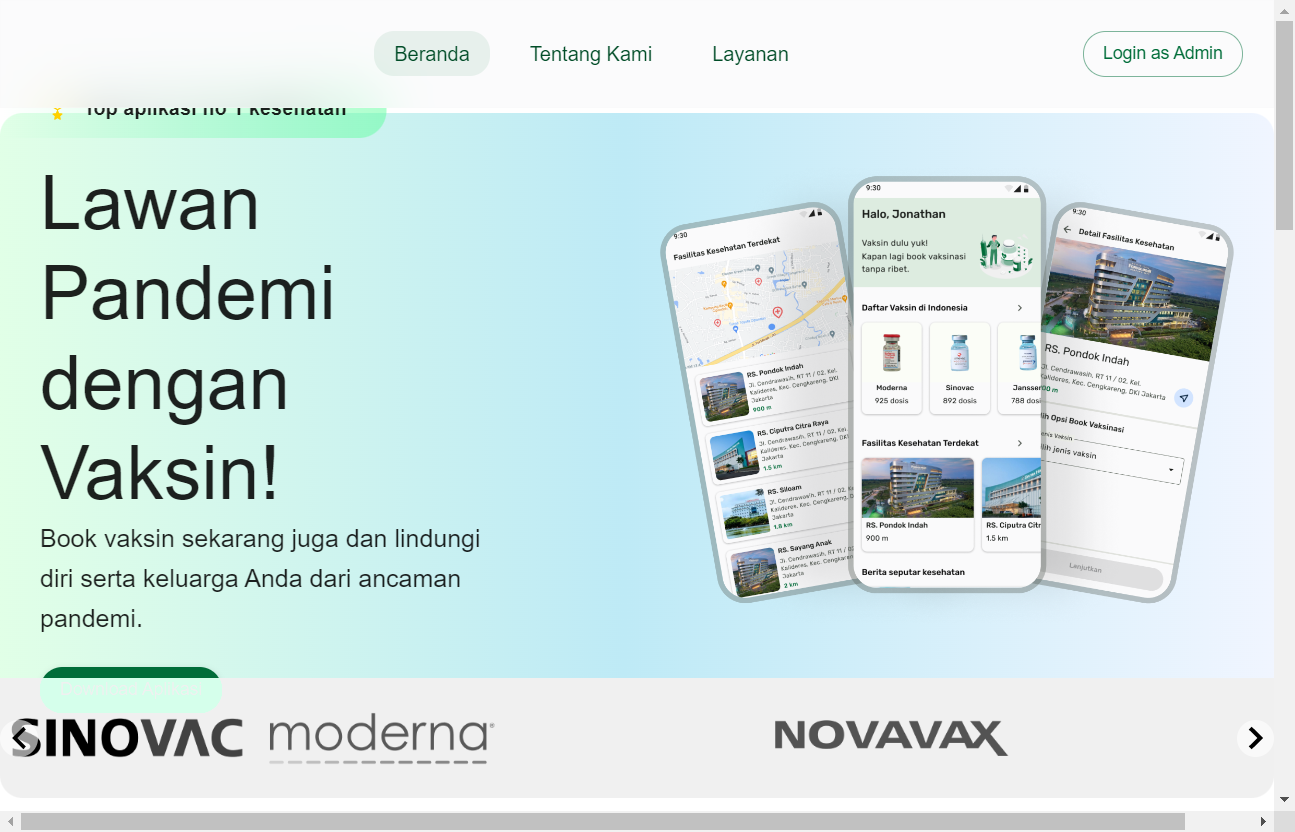 Beranda
Tentang Kami
Layanan
Login as Admin
Top aplikasi no 1 kesehatan
Lawan
Pandemi
dengan
Vaksin!
Book vaksin sekarang juga dan lindungi
diri serta keluarga Anda dari ancaman
pandemi.
9:30
Fasilitas Kesehatan Terdekat
RS. Pondok Indah
Jl. Cendrawasih, RT 11 / 02, Kel.
Kalideres, Kec. Cengkareng, DKI
Jakarta
900 m
RS. Ciputra Citra Raya
Jl. Cendrawasih, RT 11 / 02, Kel.
Kalideres, Kec. Cengkareng, DKI
Jakarta
1.5 km
RS. Siloam
Jl. Cendrawasih, RT 11 / 02, Kel.
Kalideres, Kec. Cengkareng, DKI
Jakarta
1.8 km
RS. Sayang Anak
Jl. Cendrawasih, RT 11 / 02
Kalideres, Kec. Cengkareng
Jakarta
2 km
9:30
Halo, Jonathan
Vaksin dulu yuk!
Kapan lagi book vaksinasi
tanpa ribet.
Daftar Vaksin di Indonesia
Moderna
925 dosis
Sinovac
892 dosis
Janssen
788 dosi
Fasilitas Kesehatan Terdekat
RS. Pondok Indah
900 m
RS. Ciputra Citr
1.5 km
Berita seputar kesehatan
9:30
Detail Fasilitas Kesehatan
RS. Pondok Indah
Jl. Cendrawasih, RT 11 / 02, Kel.
Kalideres, Kec. Cengkareng, DKI Jakarta
00 m
lih Opsi Book Vaksinasi
Jenis Vaksin
ilih jenis vaksin
Lanjutkan
SINOVAC
moderna
NOVAVAX